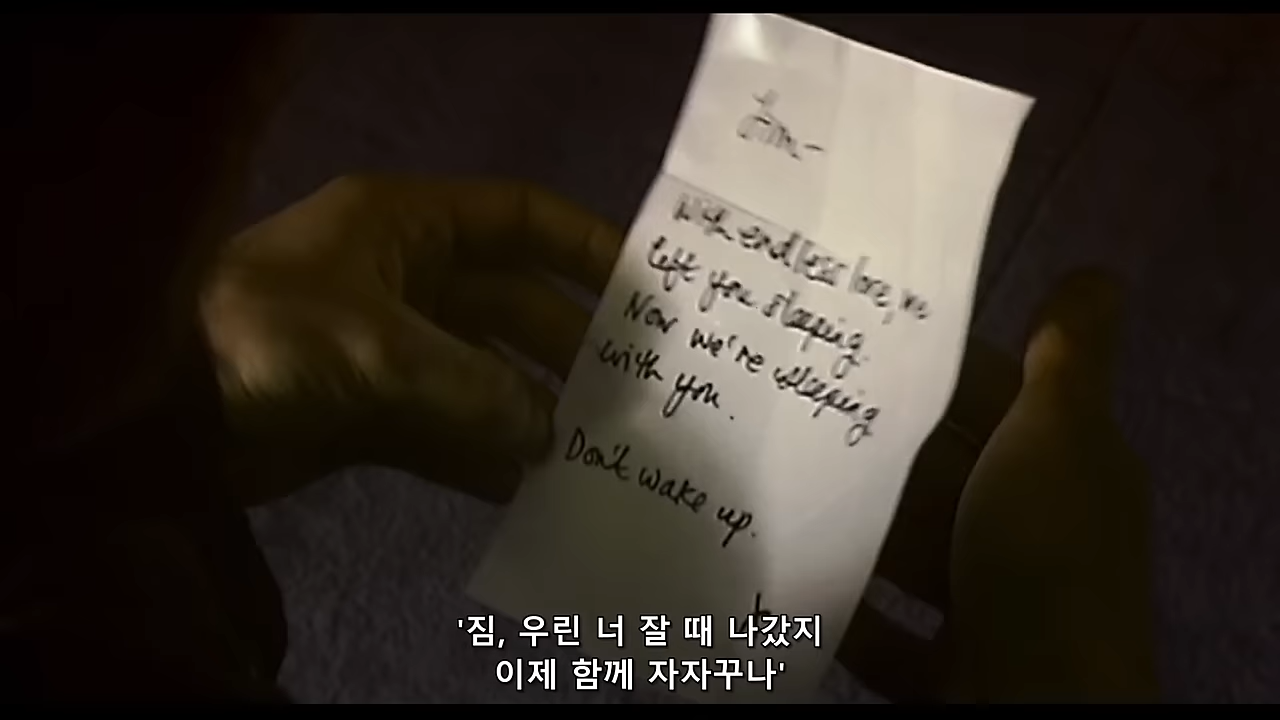 Jim-
With endless love, we
left you sleeping.
Now we're sleeping
with you.
Don't wake up.
'짐, 우린 너 잘 때 나갔지
이제 함께 자자꾸나'